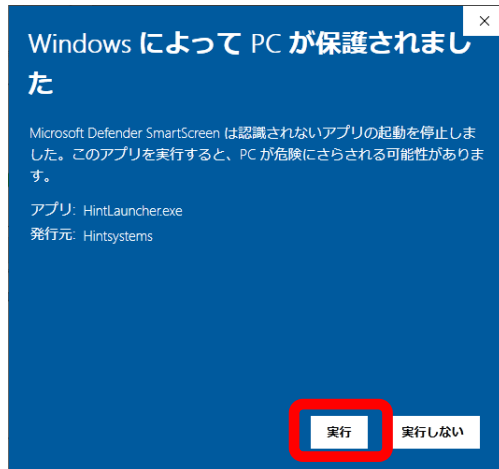 Windows によって PC が保護されまし
た
Microsoft Defender SmartScreen は認識されないアプリの起動を停止しま
した。このアプリを実行すると、PC が危険にさらされる可能性がありま
す。
アプリ: HintLauncher.exe
発行元: Hintsystems
実行 実行しない